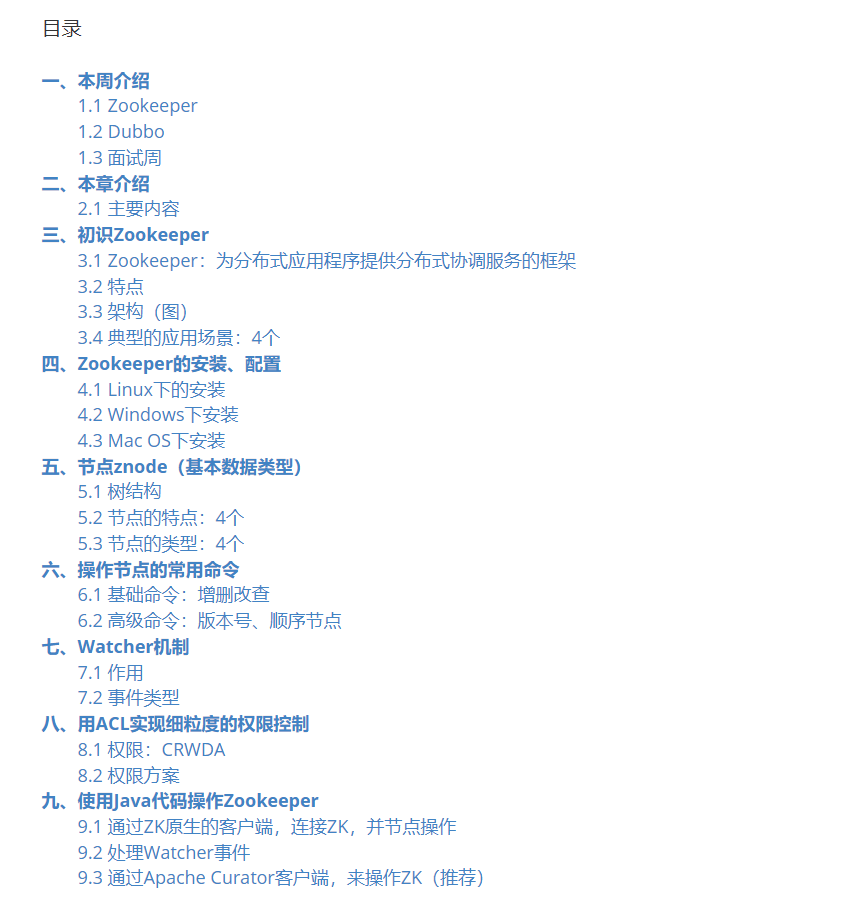 目录
一、本周介绍
1.1 Zookeeper
1.2 Dubbo
1.3 面试周
二、本章介绍
2.1 主要内容
三、初识Zookeeper
3.1 Zookeeper：为分布式应用程序提供分布式协调服务的框架
3.2 特点
3.3 架构（图）
3.4 典型的应用场景：4个
四、Zookeeper的安装、配置
4.1 Linux下的安装
4.2 Windows下安装
4.3 Mac OS下安装
五、节点znode（基本数据类型）
5.1 树结构
5.2 节点的特点：4个
5.3 节点的类型：4个
六、操作节点的常用命令
6.1 基础命令：增删改查
6.2 高级命令：版本号、顺序节点
七、Watcher机制
7.1 作用
7.2 事件类型
八、用ACL实现细粒度的权限控制
8.1 权限：CRWDA
8.2 权限方案
九、使用Java代码操作Zookeeper
9.1 通过ZK原生的客户端，连接ZK，并节点操作
9.2 处理Watcher事件
9.3 通过Apache Curator客户端，来操作ZK（推荐）